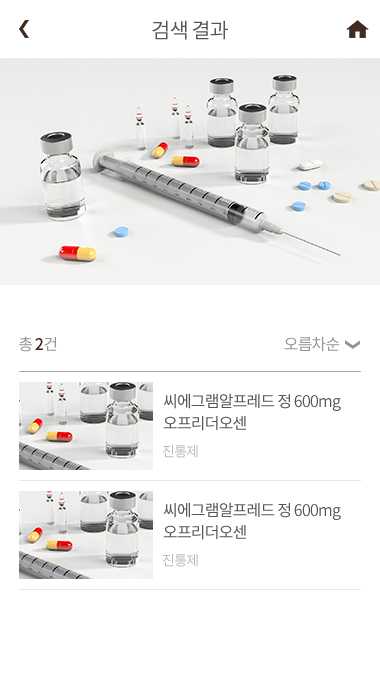 검색 결과
총 2건
오름차순
씨에그램알프레드 정 600mg
오프리더오센
진통제
씨에그램알프레드 정 600mg
오프리더오센
진통제